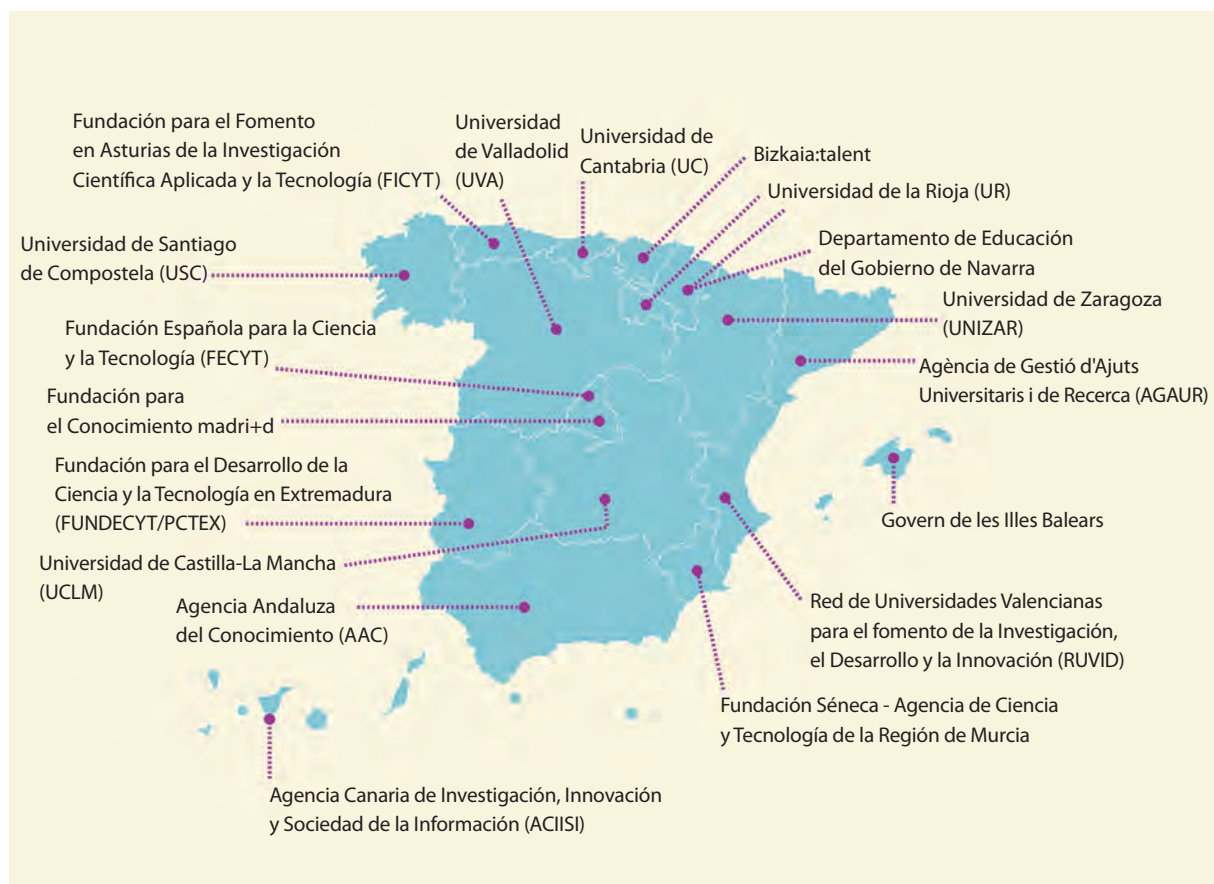 Fundación para el Fomento
en Asturias de la Investigación
Científica Aplicada y la Tecnología (FICYT)
Universidad
de Valladolid
(UVA)
Universidad de
Cantabria (UC)
Bizkaia:talent
Universidad de la Rioja (UR)
Departamento de Educación
del Gobierno de Navarra
Universidad de Santiago
de Compostela (USC)
Universidad de Zaragoza
(UNIZAR)
Fundación Española para la Ciencia
y la Tecnología (FECYT)
Agència de Gestió d'Ajuts
Universitaris i de Recerca (AGAUR)
Fundación para
el Conocimiento madri+d
Fundación para el Desarrollo de la
Ciencia y la Tecnología en Extremadura
(FUNDECYT/PCTEX)
Govern de les Illes Balears
Universidad de Castilla-La Mancha
(UCLM)
Agencia Andaluza
del Conocimiento (AAC)
Red de Universidades Valencianas
para el fomento de la Investigación,
el Desarrollo y la Innovación (RUVID)
Fundación Séneca - Agencia de Ciencia
y Tecnología de la Región de Murcia
Agencia Canaria de Investigación, Innovación
y Sociedad de la Información (ACIISI)